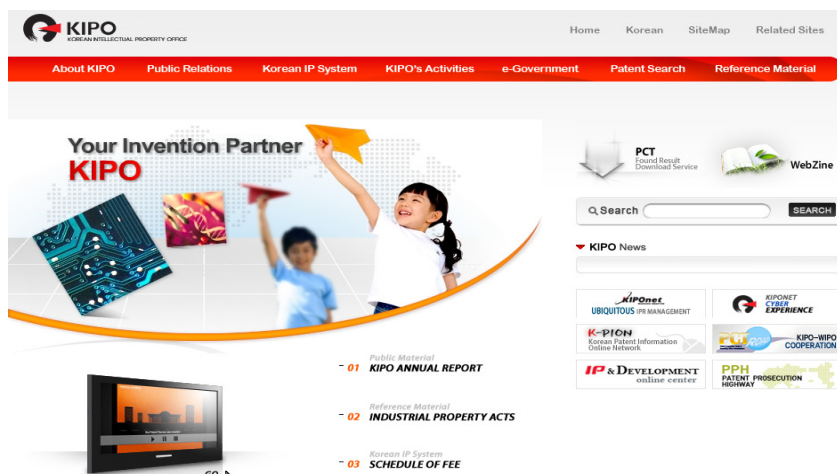 KIPO
KOREAN INTELLECTUAL PROPERTY OFFICE
Home Korean SiteMap Related Sites
About KIPO Public Relations Korean IP System KIPO's Activities e-Government Patent Search Reference Material
Your Invention Partner
KIPO
PCT
Found Result
Download Service
WebZine
Search SEARCH
KIPO News
KIPOnet
UBIQUITOUS IPR MANAGEMENT
KIPONET
CYBER
EXPERIENCE
K-PION
Korean Patent Information
Online Network
PCT ROW
KIPO-WIPO
COOPERATION
IP & DEVELOPMENT
online center
PPH
PATENT PROSECUTION
HIGHWAY
Public Material
- 01 KIPO ANNUAL REPORT
Reference Material
- 02 INDUSTRIAL PROPERTY ACTS
Korean IP System
- 03 SCHEDULE OF FEE
GO